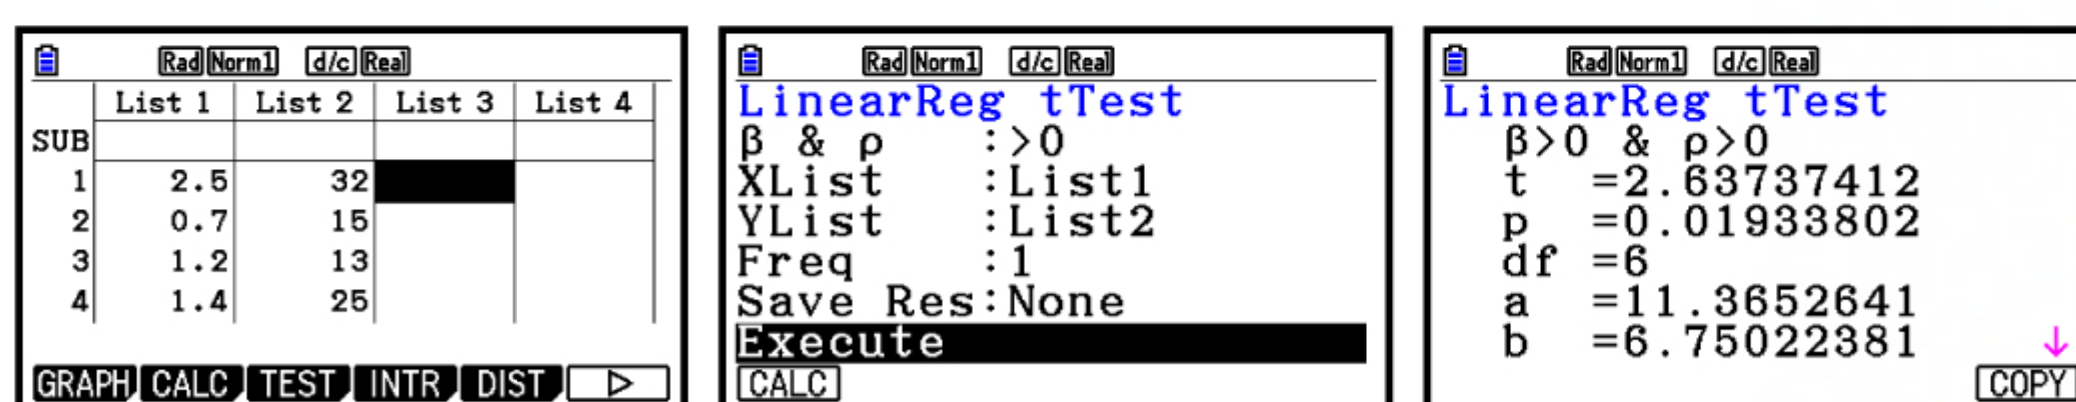 Rad Norm1 d/c Real
List 1 List 2 List 3 List 4
SUB
1 2.5 32
2 0.7 15
3 1.2 13
4 1.4 25
GRAPH CALC TEST INTR DIST ▷
Rad Norm1 d/c Real
LinearReg tTest
β & ρ :>0
XList :List1
YList :List2
Freq :1
Save Res:None
Execute
CALC
Rad Norm1 d/c Real
LinearReg tTest
β>0 & ρ>0
t =2.63737412
p =0.01933802
df =6
a =11.3652641
b =6.75022381 ↓
COPY